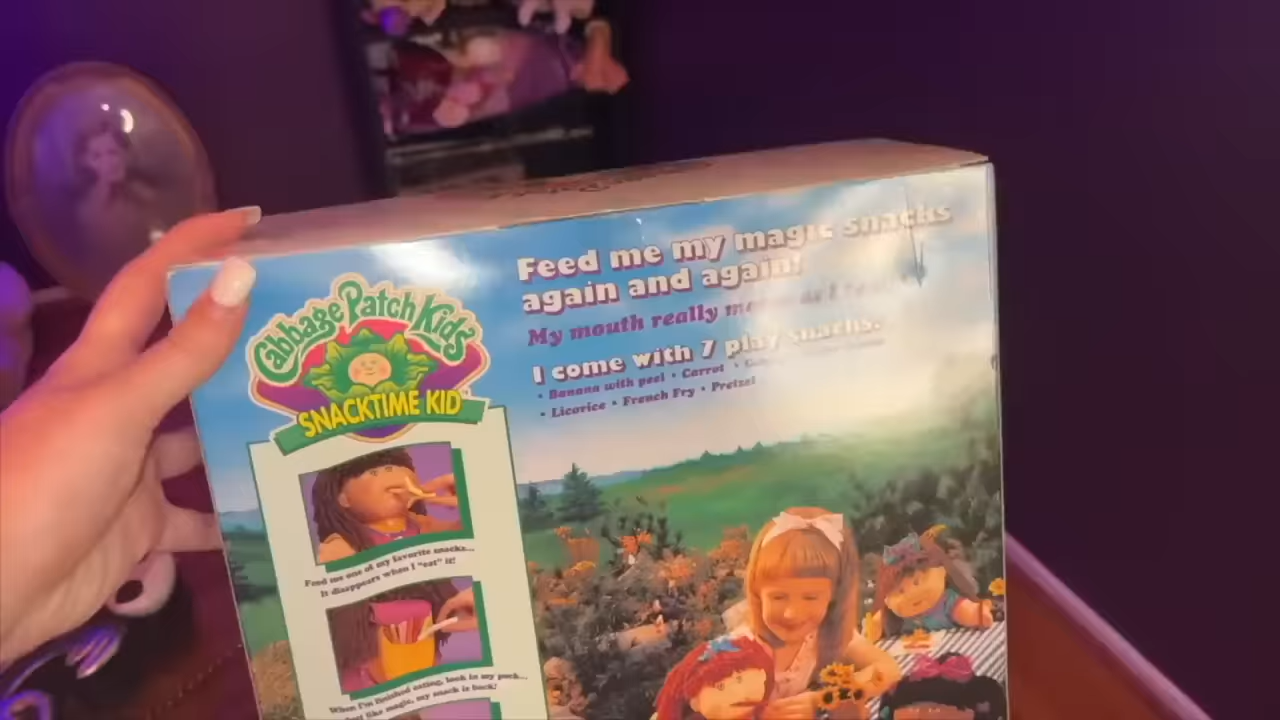 Feed me my magic snacks
again and again!
My mouth really
I come with 7 play snacks.
• Banana with peel • Carrot •
• Licorice • French Fry • Pretzel
Cabbage Patch Kids
SNACKTIME KID
Feed me one of my favorite snacks...
It disappears when I "eat" it!
When I'm finished eating, look in my pack...
just like magic, my snack is back!